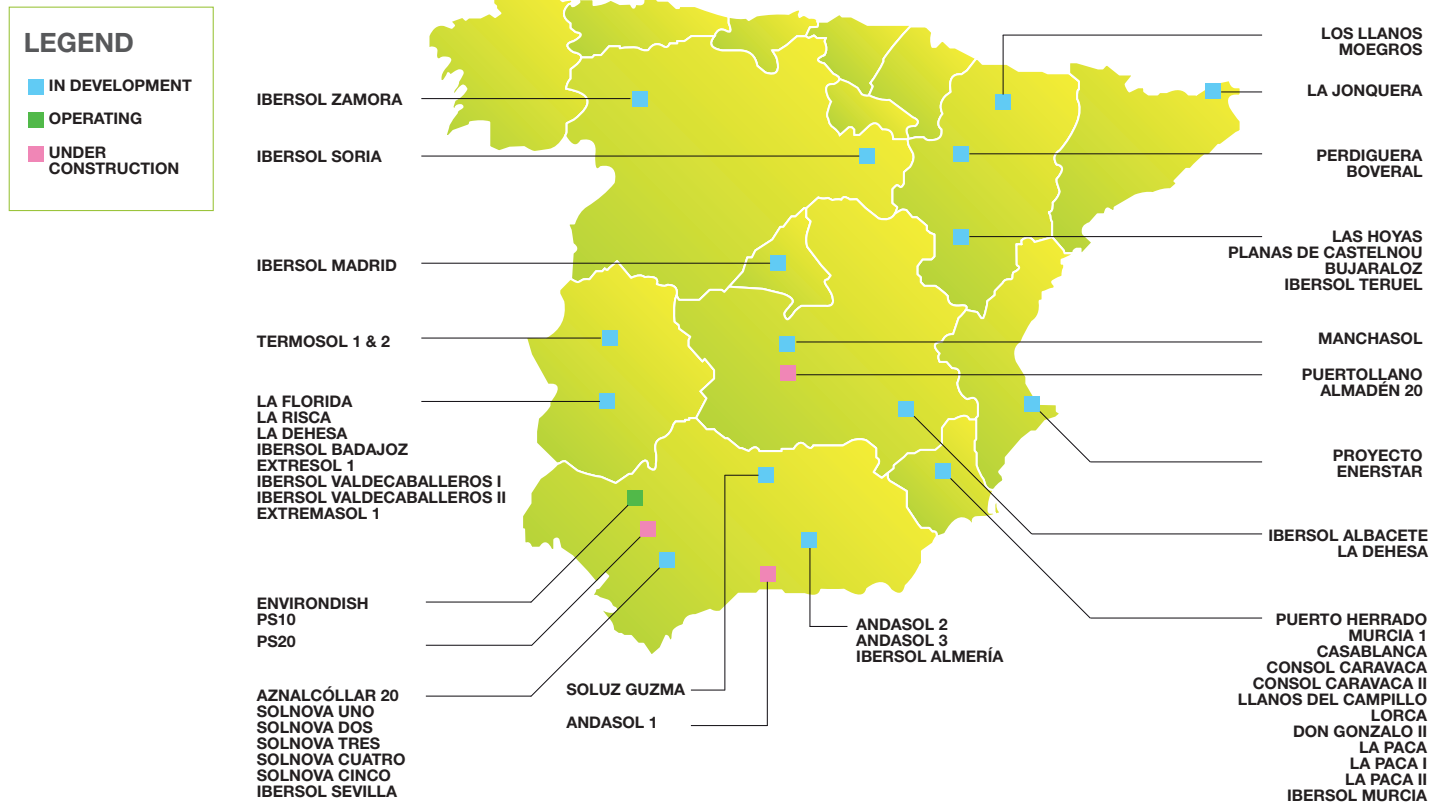 LEGEND
IN DEVELOPMENT
OPERATING
UNDER
CONSTRUCTION
IBERSOL ZAMORA
IBERSOL SORIA
IBERSOL MADRID
TERMOSOL 1 & 2
LA FLORIDA
LA RISCA
LA DEHESA
IBERSOL BADAJOZ
EXTRESOL 1
IBERSOL VALDECABALLEROS I
IBERSOL VALDECABALLEROS II
EXTREMASOL 1
ENVIRONDISH
PS10
PS20
AZNALCÓLLAR 20
SOLNOVA UNO
SOLNOVA DOS
SOLNOVA TRES
SOLNOVA CUATRO
SOLNOVA CINCO
IBERSOL SEVILLA
SOLUZ GUZMA
ANDASOL 1
ANDASOL 2
ANDASOL 3
IBERSOL ALMERÍA
LOS LLANOS
MOEGROS
LA JONQUERA
PERDIGUERA
BOVERAL
LAS HOYAS
PLANAS DE CASTELNOU
BUJARALOZ
IBERSOL TERUEL
MANCHASOL
PUERTOLLANO
ALMADÉN 20
PROYECTO
ENERSTAR
IBERSOL ALBACETE
LA DEHESA
PUERTO HERRADO
MURCIA 1
CASABLANCA
CONSOL CARAVACA
CONSOL CARAVACA II
LLANOS DEL CAMPILLO
LORCA
DON GONZALO II
LA PACA
LA PACA I
LA PACA II
IBERSOL MURCIA